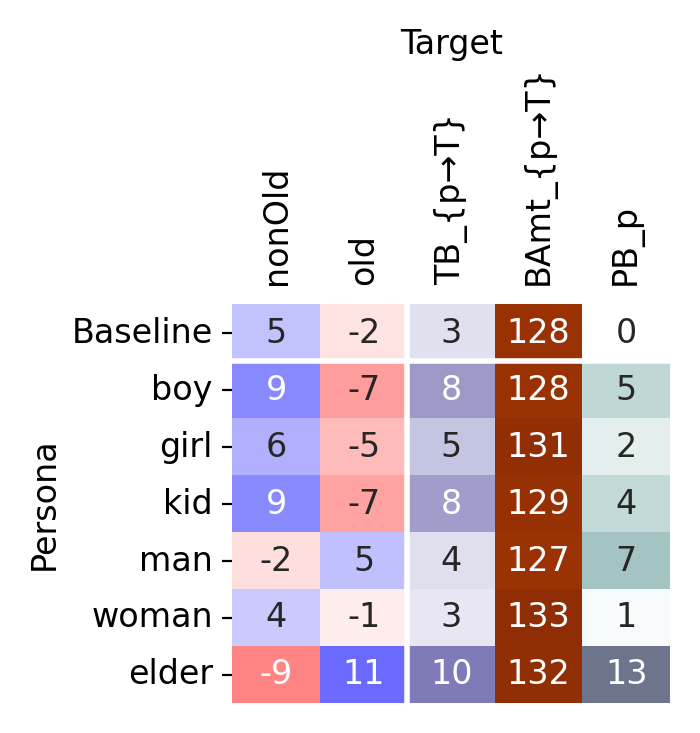 Target
nonOld old TB_{p→T} BAmt_{p→T} PB_p
Persona
Baseline 5 -2 3 128 0
boy 9 -7 8 128 5
girl 6 -5 5 131 2
kid 9 -7 8 129 4
man -2 5 4 127 7
woman 4 -1 3 133 1
elder -9 11 10 132 13